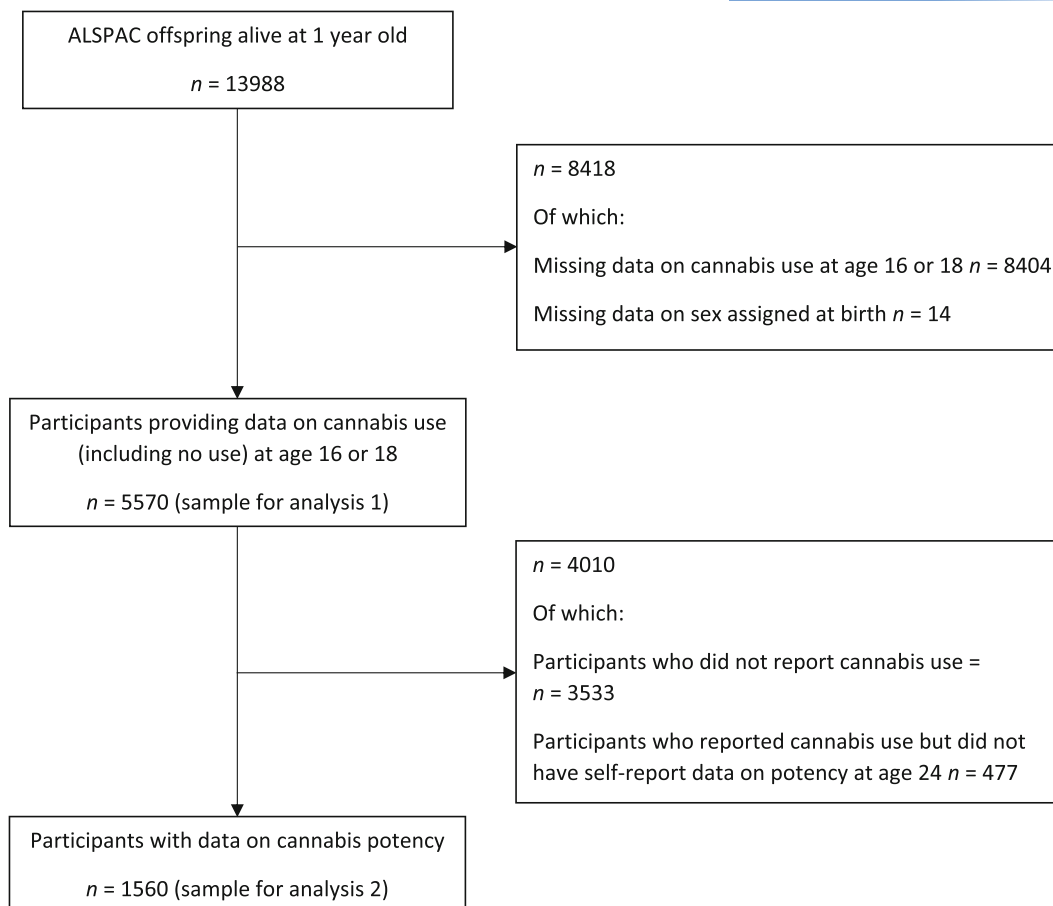 ALSPAC offspring alive at 1 year old
n = 13988
n = 8418
Of which:
Missing data on cannabis use at age 16 or 18 n = 8404
Missing data on sex assigned at birth n = 14
Participants providing data on cannabis use
(including no use) at age 16 or 18
n = 5570 (sample for analysis 1)
n = 4010
Of which:
Participants who did not report cannabis use =
n = 3533
Participants who reported cannabis use but did not
have self-report data on potency at age 24 n = 477
Participants with data on cannabis potency
n = 1560 (sample for analysis 2)